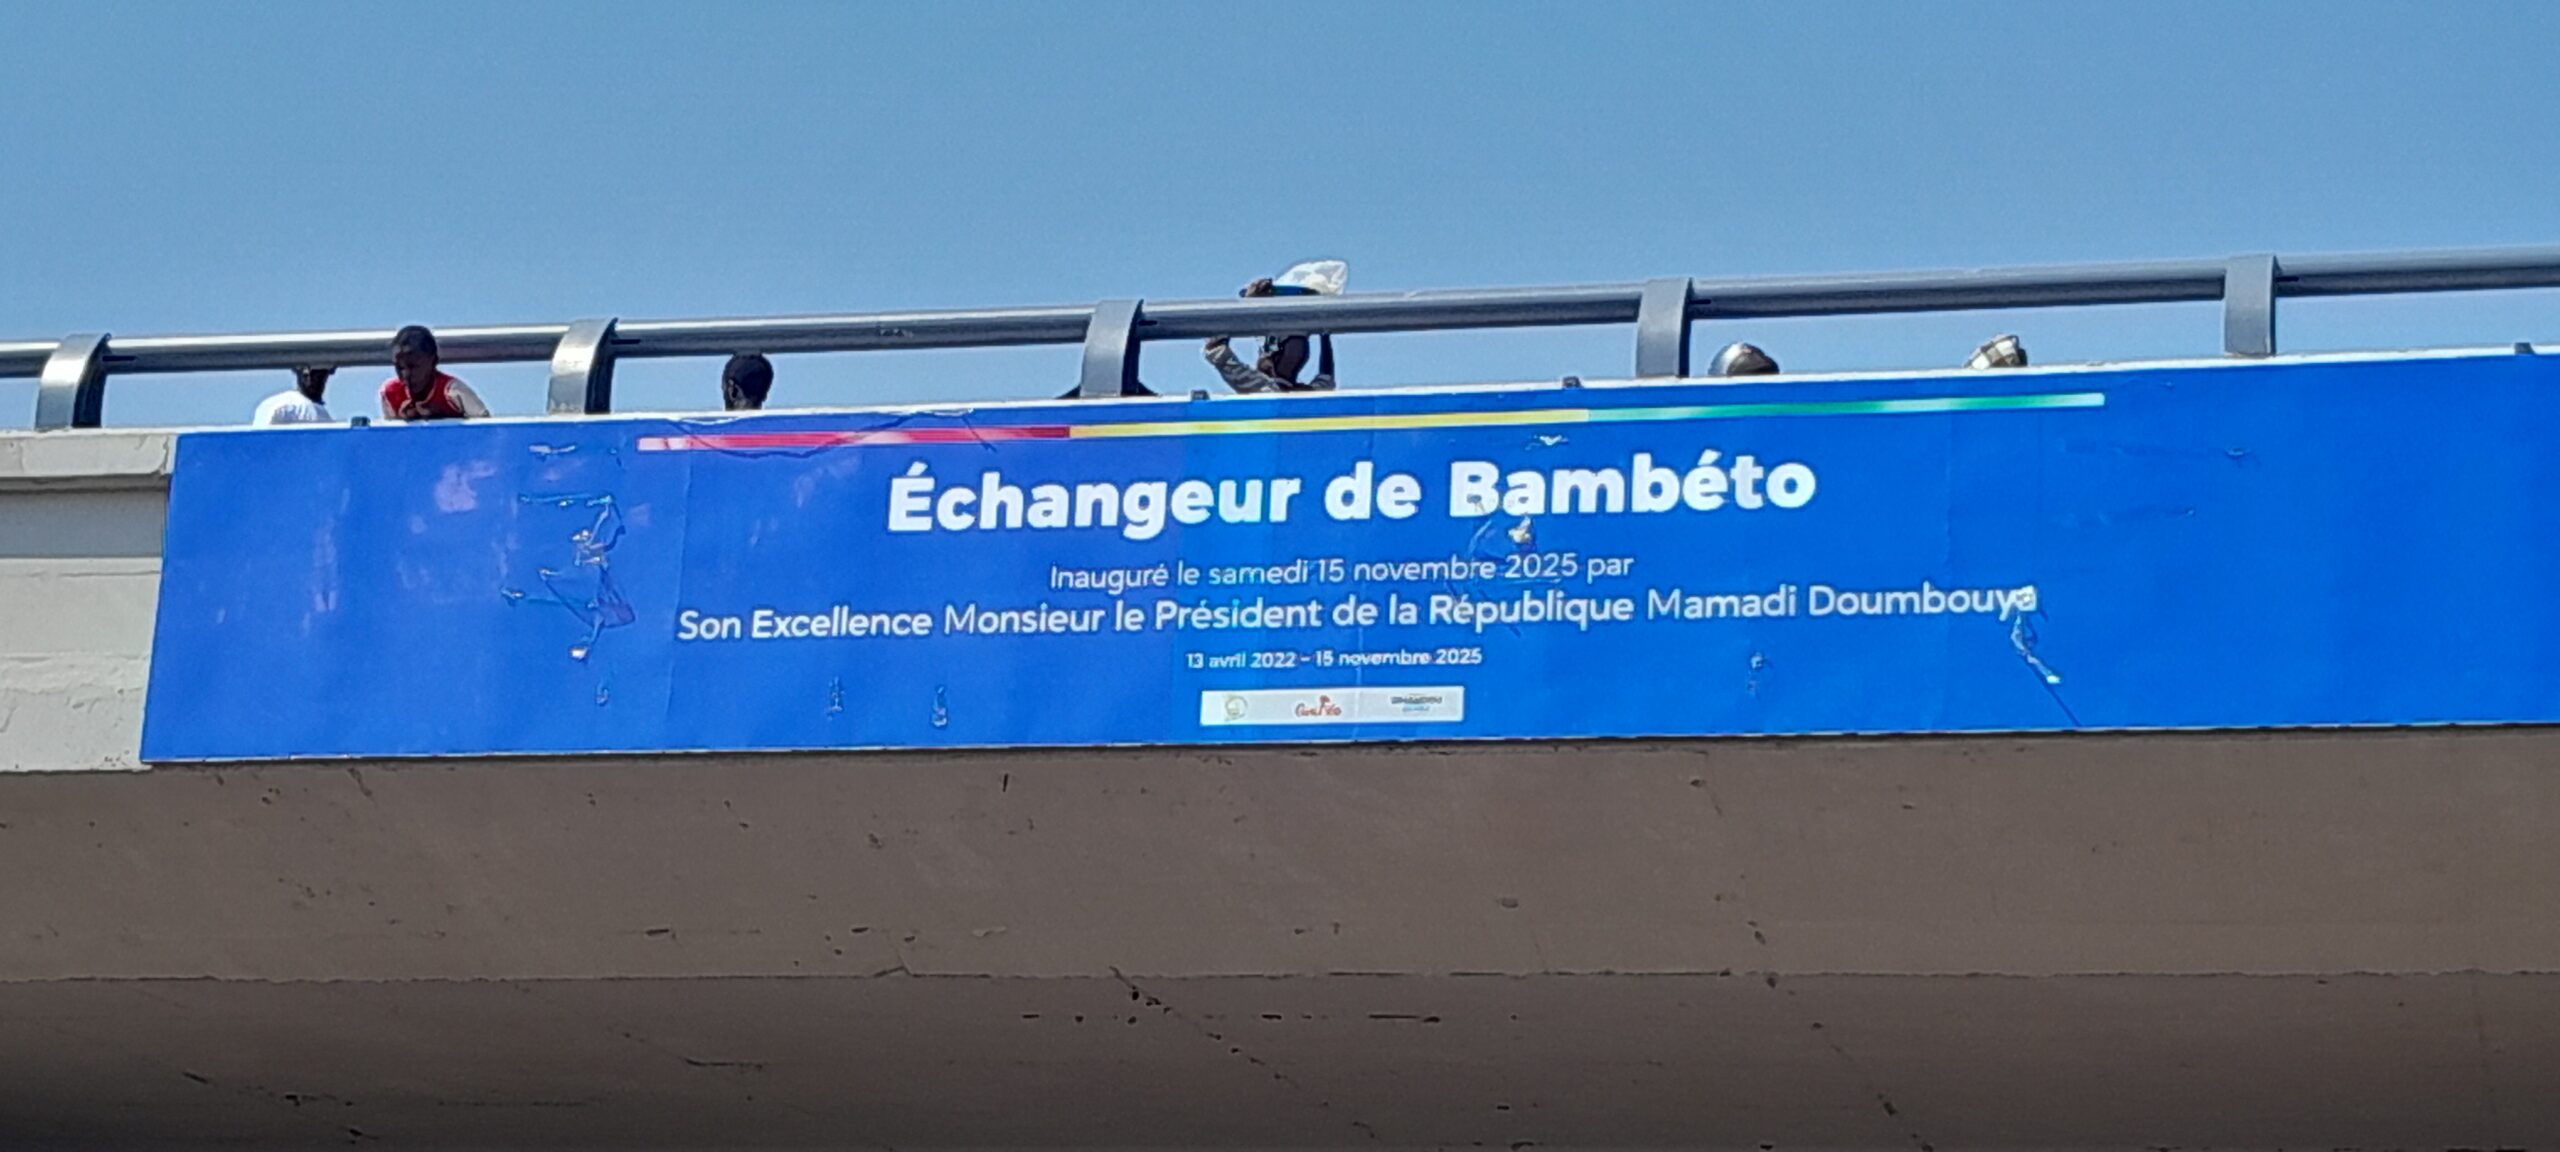 Échangeur de Bambéto
Inauguré le samedi 15 novembre 2025 par
Son Excellence Monsieur le Président de la République Mamadi Doumbouya
13 avril 2022 - 15 novembre 2025